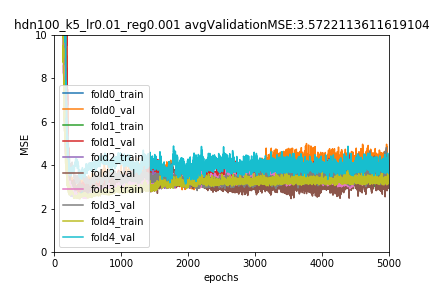 hdn100_k5_lr0.01_reg0.001 avgValidationMSE:3.5722113611619104
10
8
6
4
2
0
MSE
fold0_train
fold0_val
fold1_train
fold1_val
fold2_train
fold2_val
fold3_train
fold3_val
fold4_train
fold4_val
0 1000 2000 3000 4000 5000
epochs